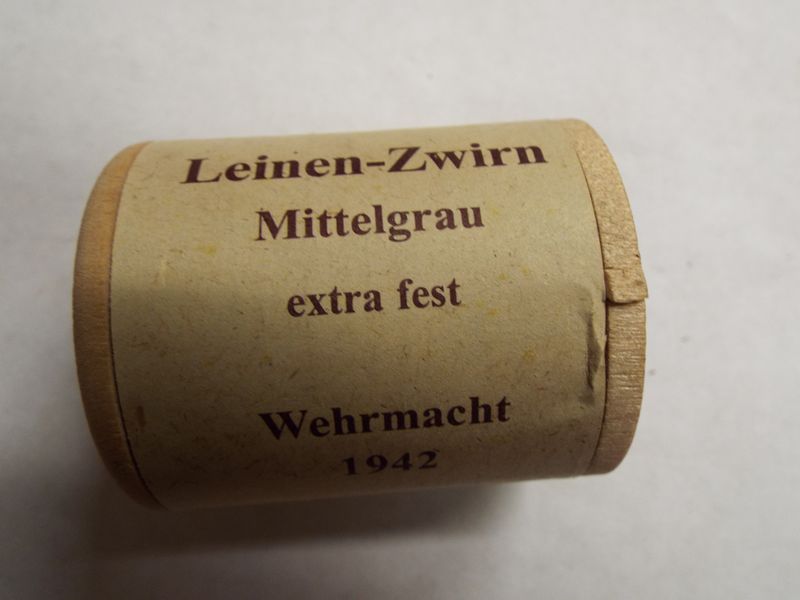 Leinen-Zwirn
Mittelgrau
extra fest
Wehrmacht
1942